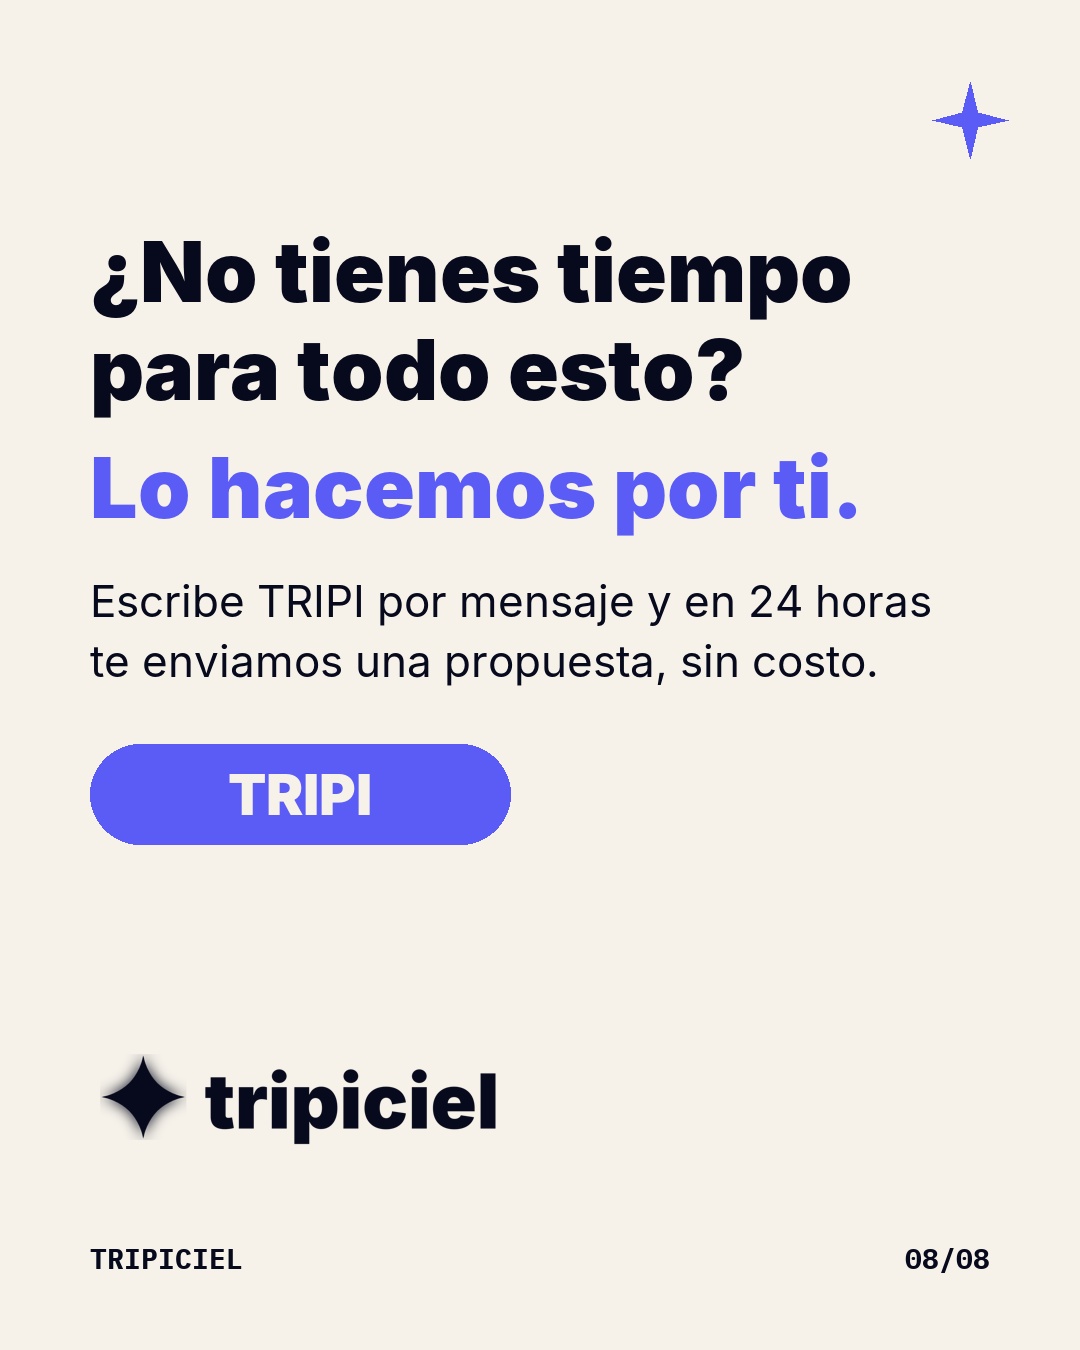 ¿No tienes tiempo
para todo esto?
Lo hacemos por ti.
Escribe TRIPI por mensaje y en 24 horas
te enviamos una propuesta, sin costo.
TRIPI
tripiciel
TRIPICIEL
08/08